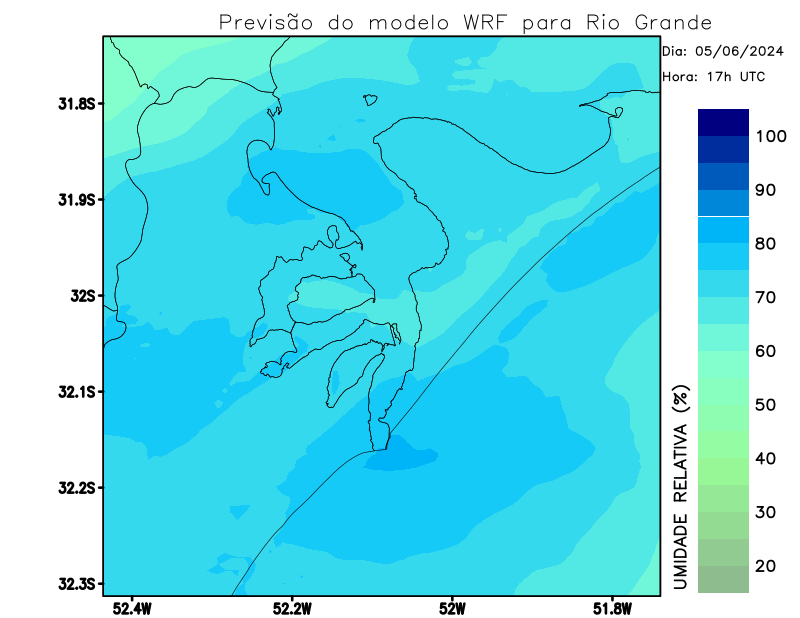 Previsão do modelo WRF para Rio Grande
Dia: 05/06/2024
Hora: 17h UTC
31.8S
31.9S
32S
32.1S
32.2S
32.3S
52.4W
52.2W
52W
51.8W
100
90
80
70
60
50
40
30
20
UMIDADE RELATIVA (%)